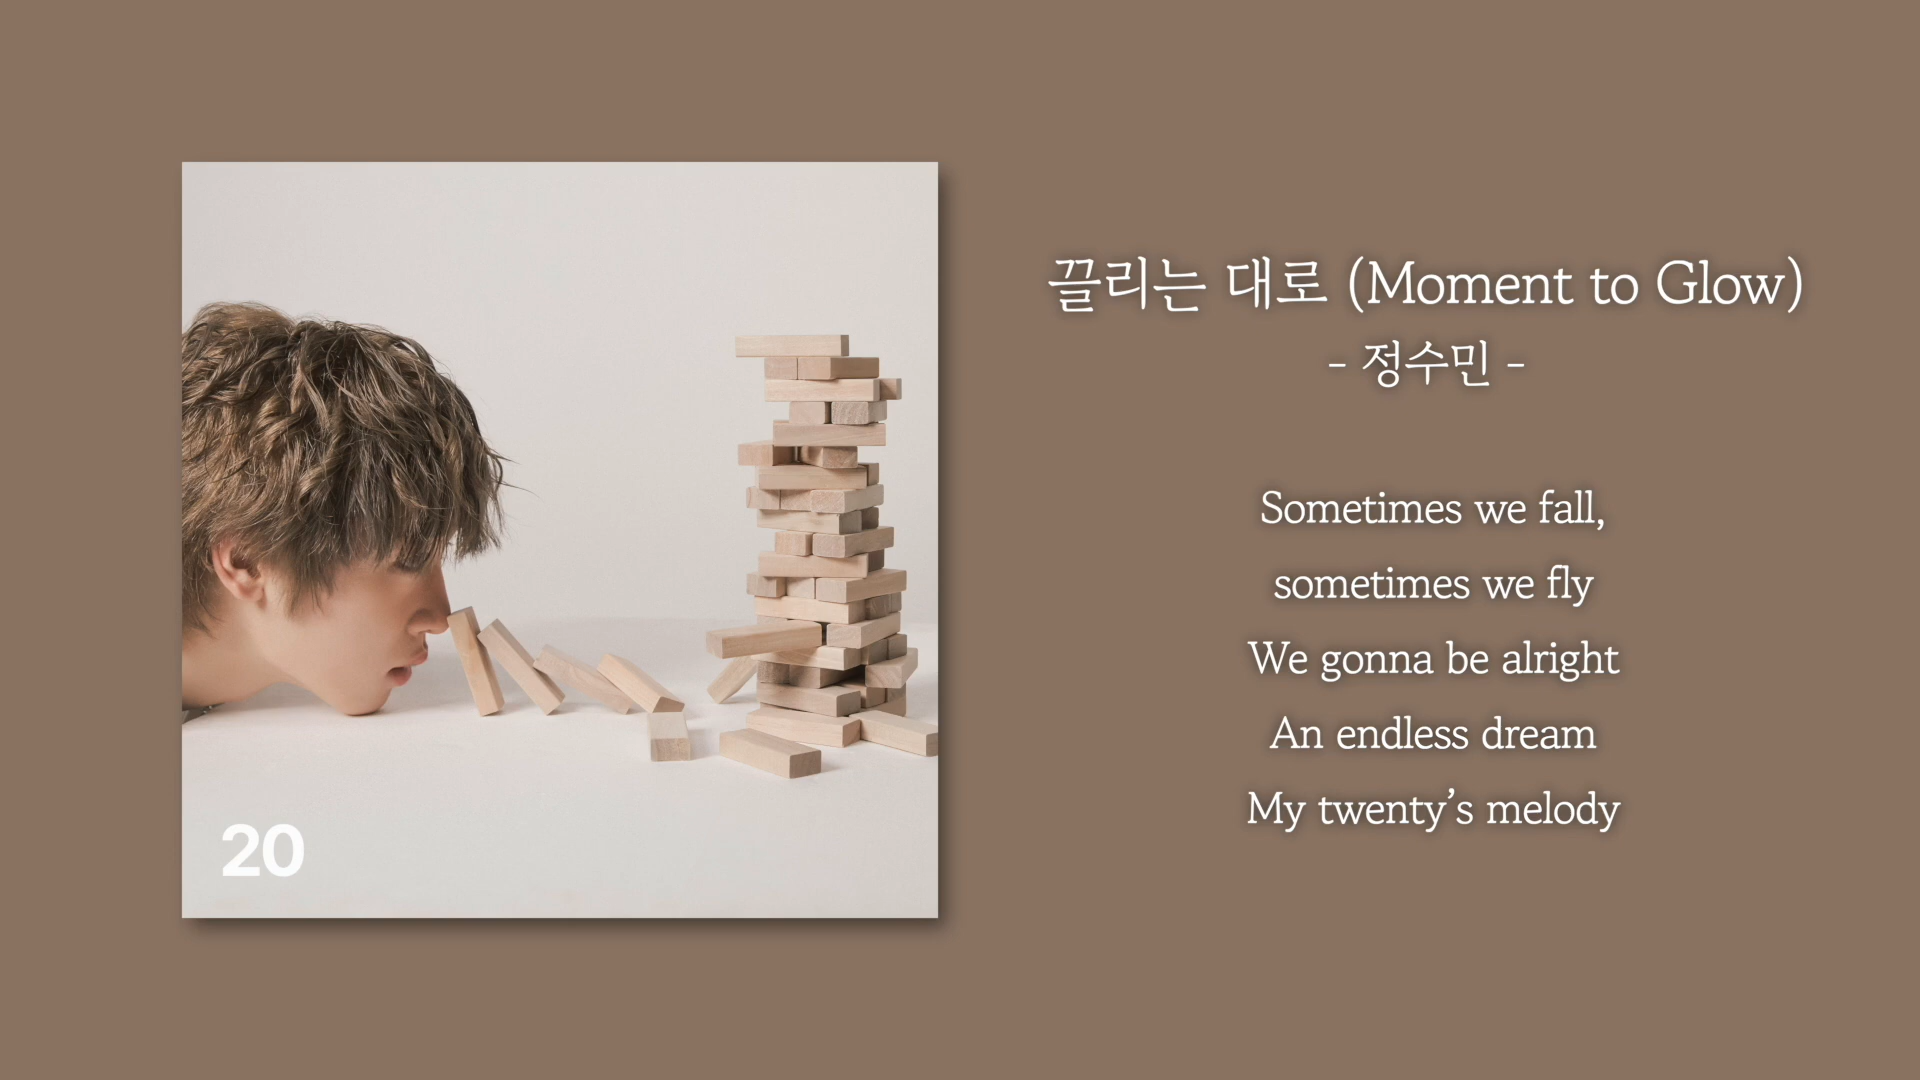 끌리는 대로 (Moment to Glow)
- 정수민 -
Sometimes we fall,
sometimes we fly
We gonna be alright
An endless dream
My twenty’s melody
20